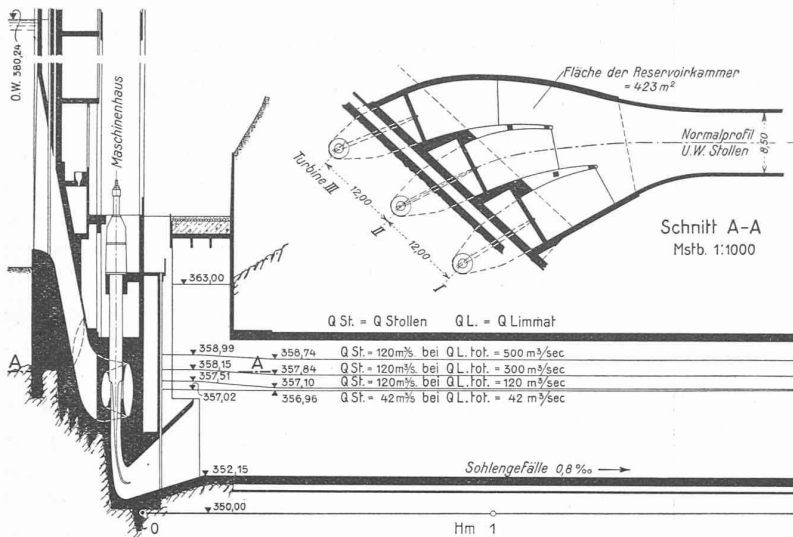 O.W. 380,24
Maschinenhaus
Fläche der Reservoirkammer
= 423 m²
Normalprofil
U.W. Stollen
8,50
Turbine III
12,00
II
12,00
I
Schnitt A-A
Mstb. 1:1000
363,00
Q St. = Q Stollen Q L. = Q Limmat
358,99
358,74 Q St. = 120 m³/s. bei Q L. tot. = 500 m³/sec
A
358,15
A
357,84 Q St. = 120 m³/s. bei Q L. tot. = 300 m³/sec
357,51
357,10 Q St. = 120 m³/s. bei Q L. tot. = 120 m³/sec
357,02
356,96 Q St. = 42 m³/s. bei Q L. tot. = 42 m³/sec
352,15
Sohlengefälle 0,8 ‰
350,00
0
Hm 1